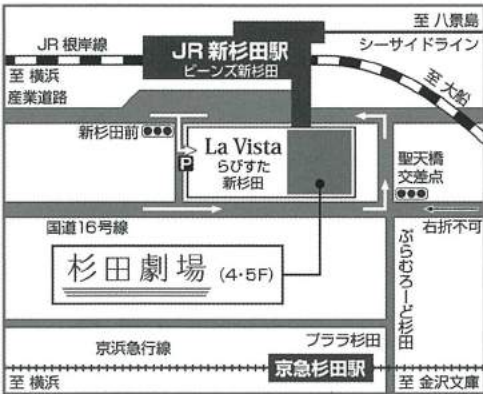 至 八景島
JR 根岸線
JR 新杉田駅
ビーンズ新杉田
シーサイドライン
至 横浜
至 大船
産業道路
新杉田前
P
La Vista
らびすた
新杉田
聖天橋
交差点
国道16号線
右折不可
杉田劇場 (4・5F)
ぷらむろーど杉田
京浜急行線
プララ杉田
京急杉田駅
至 横浜
至 金沢文庫